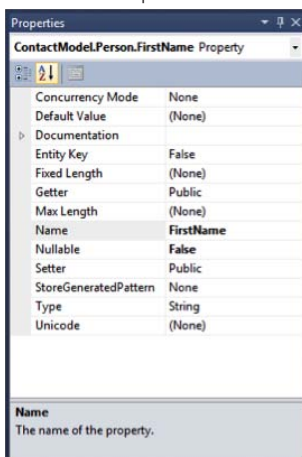 Properties
ContactModel.Person.FirstName Property
Concurrency Mode None
Default Value (None)
Documentation
Entity Key False
Fixed Length (None)
Getter Public
Max Length (None)
Name FirstName
Nullable False
Setter Public
StoreGeneratedPattern None
Type String
Unicode (None)
Name
The name of the property.